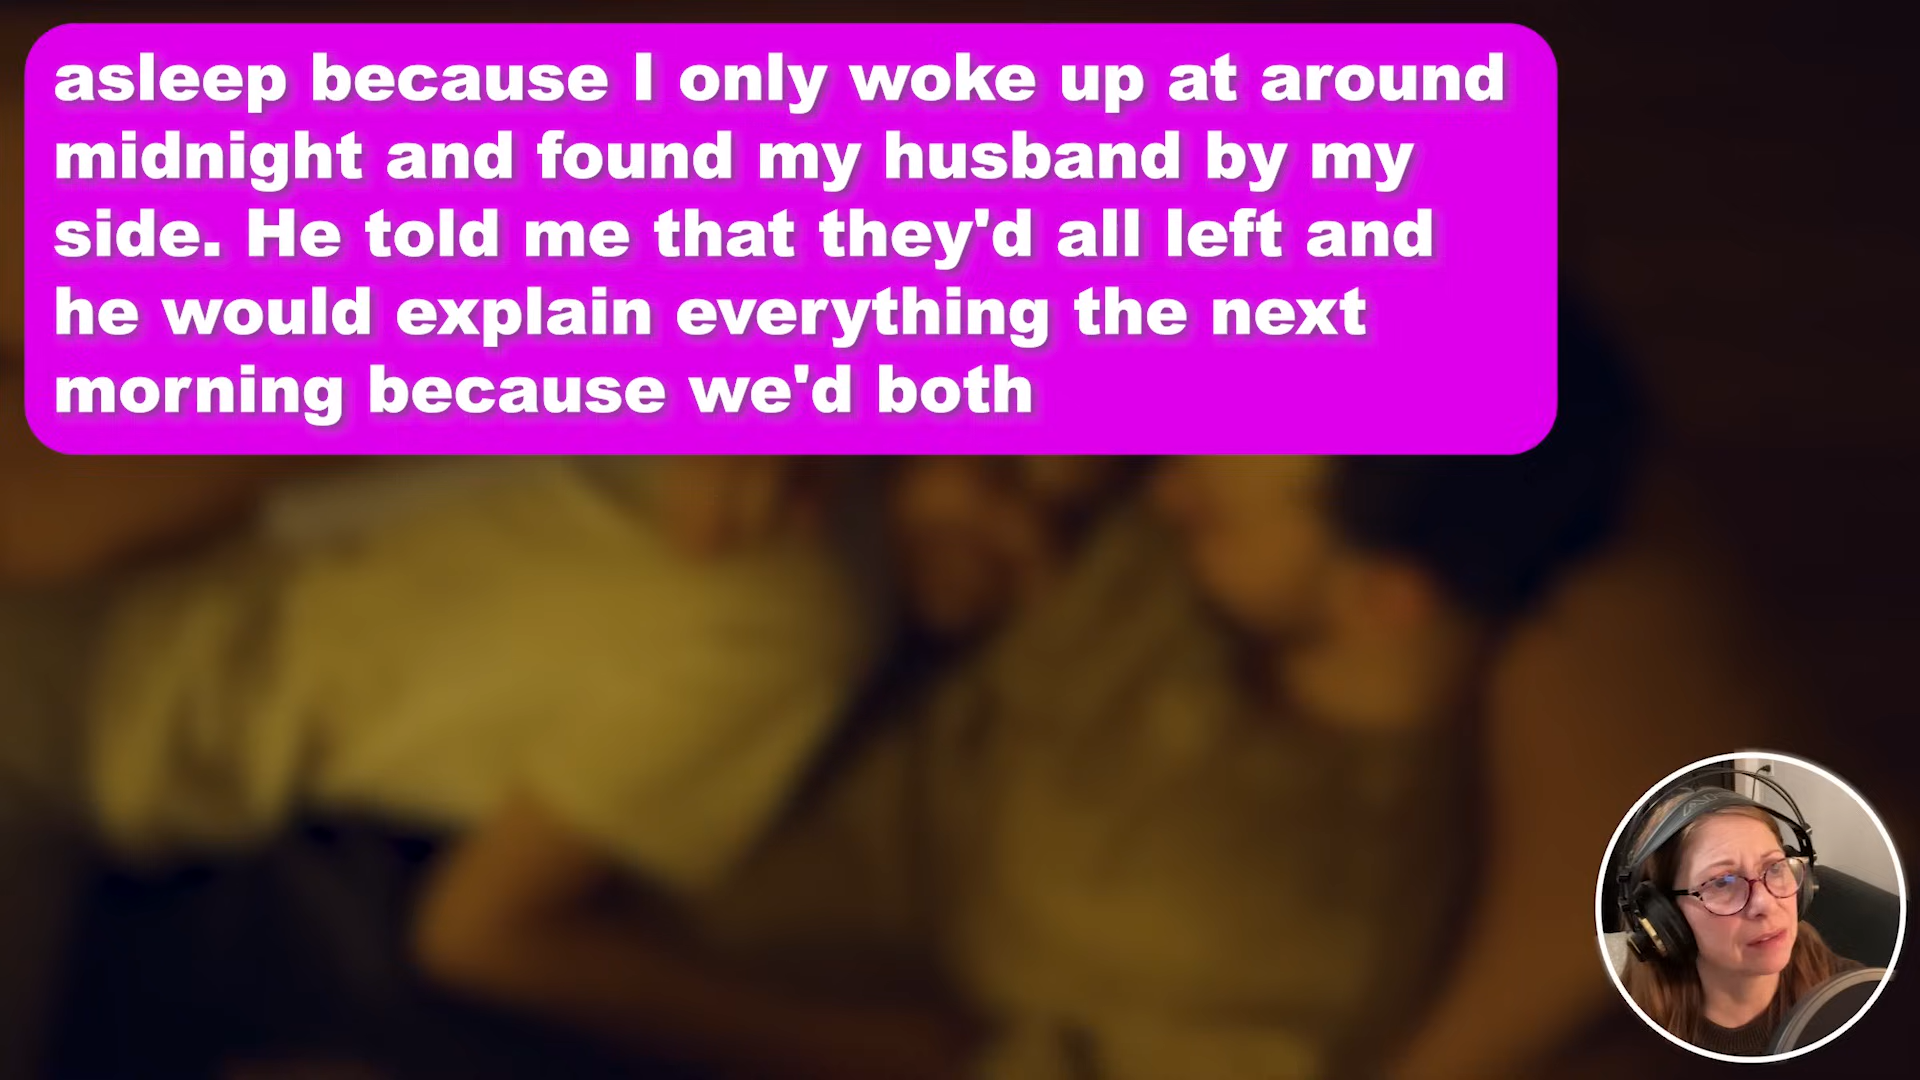 asleep because I only woke up at around
midnight and found my husband by my
side. He told me that they'd all left and
he would explain everything the next
morning because we'd both